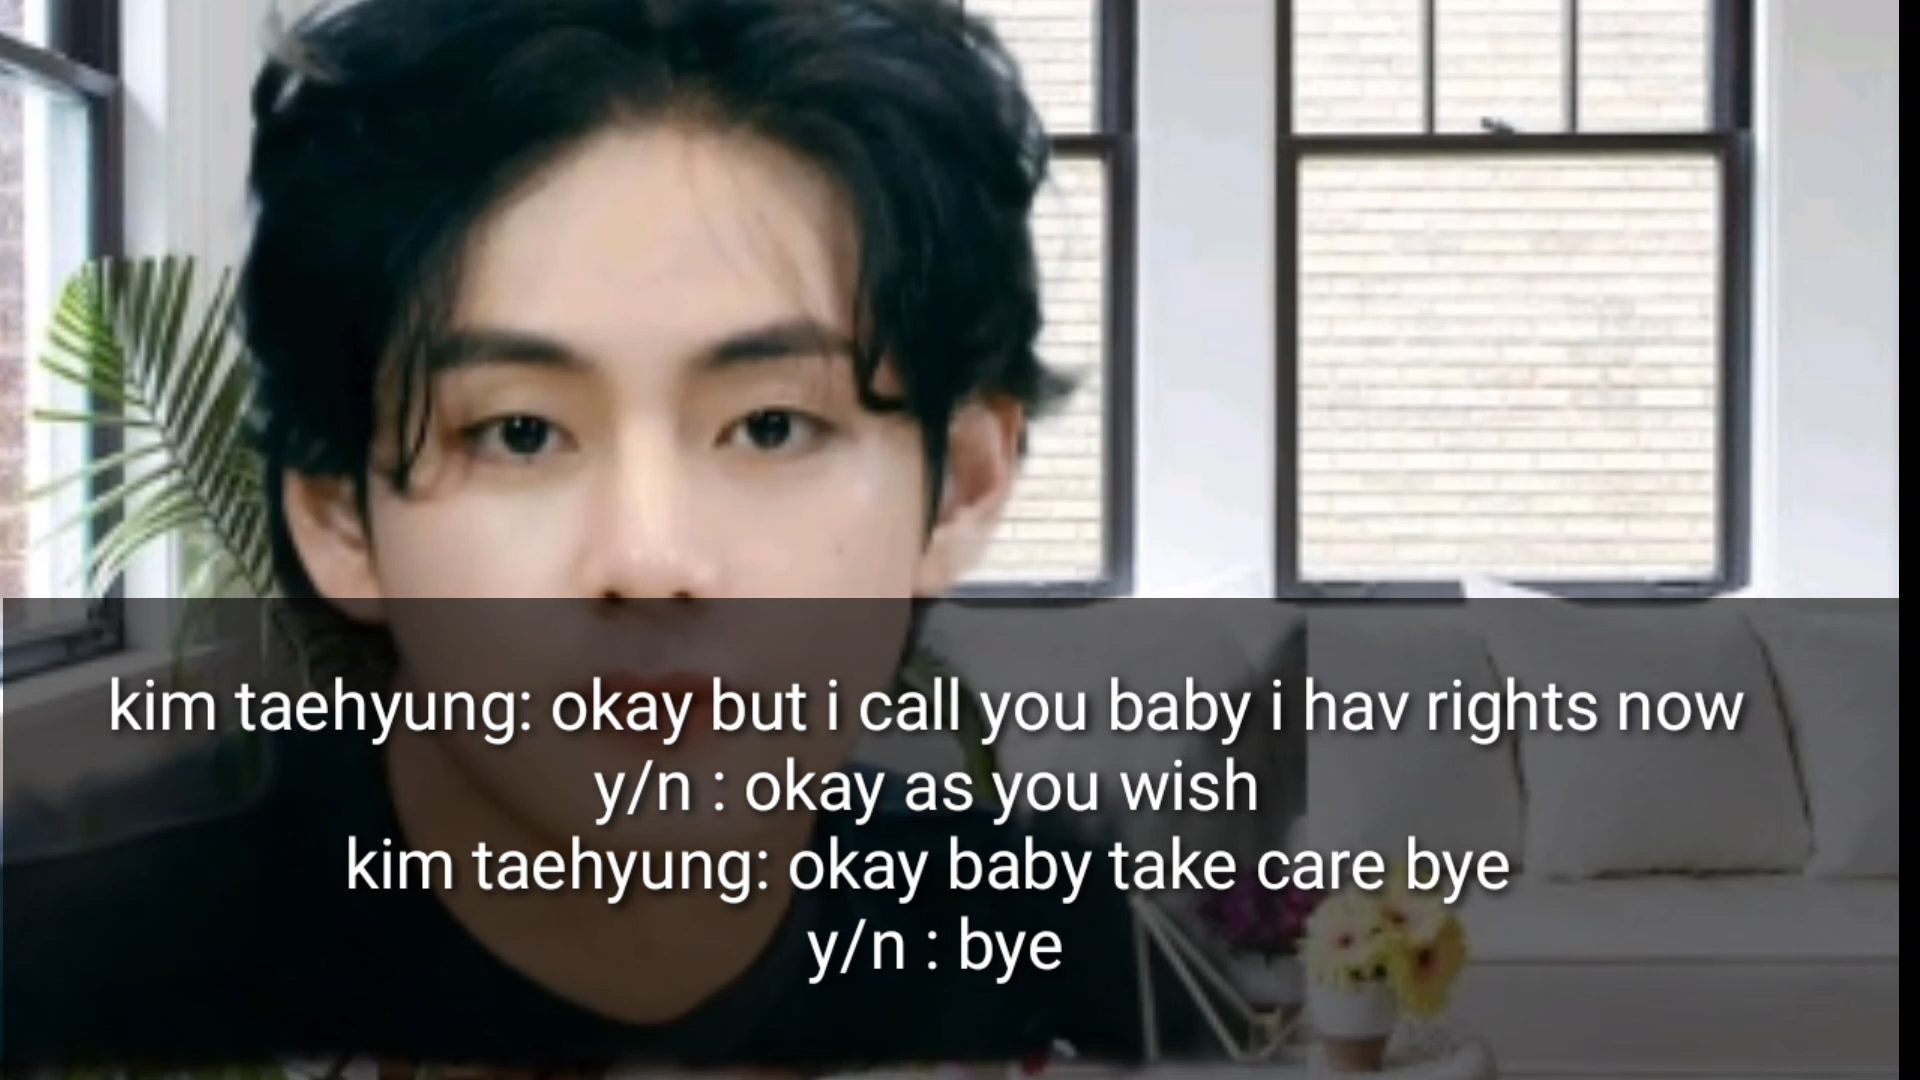 kim taehyung: okay but i call you baby i hav rights now
y/n : okay as you wish
kim taehyung: okay baby take care bye
y/n : bye